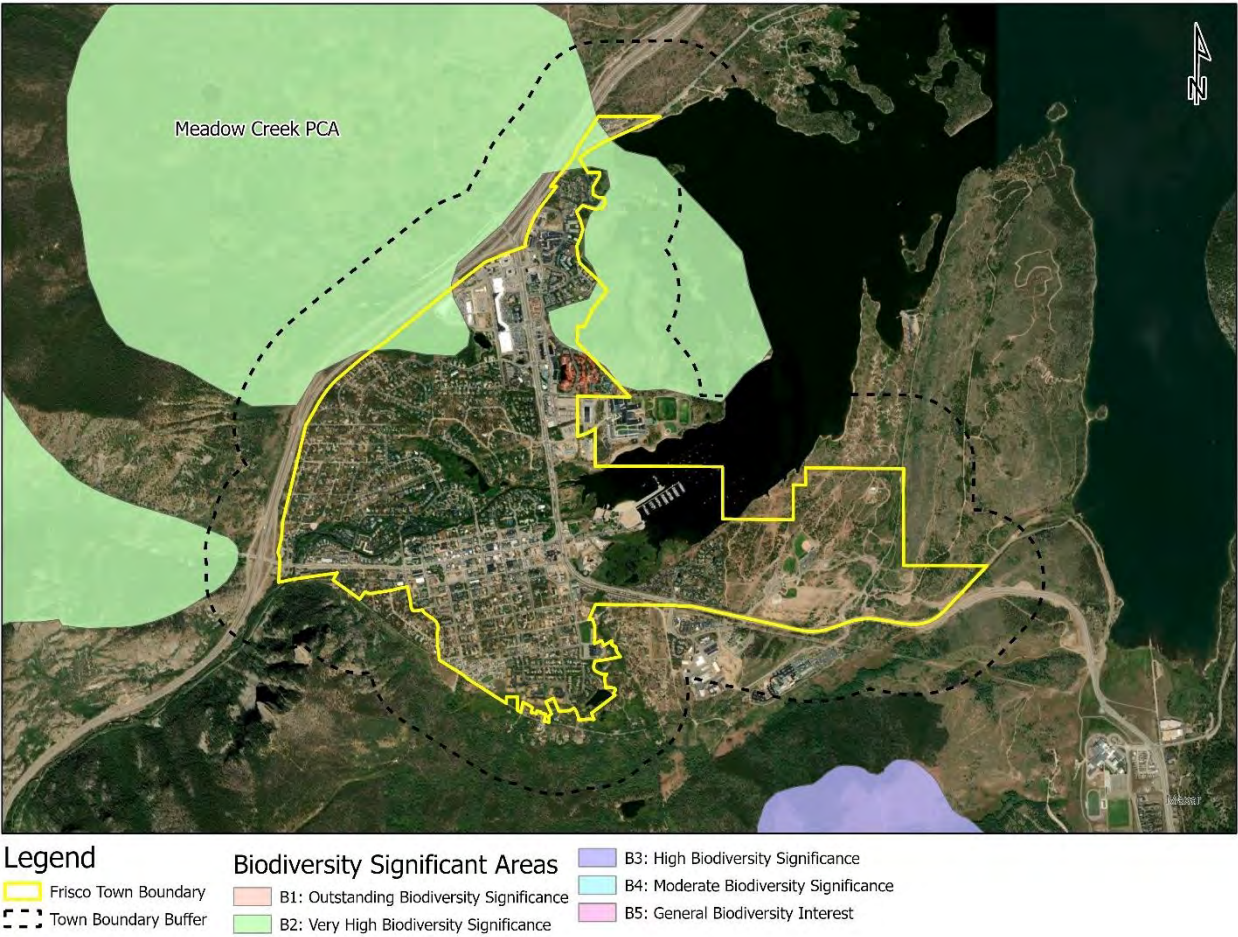 N
Meadow Creek PCA
Maxar
Legend
Frisco Town Boundary
Town Boundary Buffer
Biodiversity Significant Areas
B1: Outstanding Biodiversity Significance
B2: Very High Biodiversity Significance
B3: High Biodiversity Significance
B4: Moderate Biodiversity Significance
B5: General Biodiversity Interest